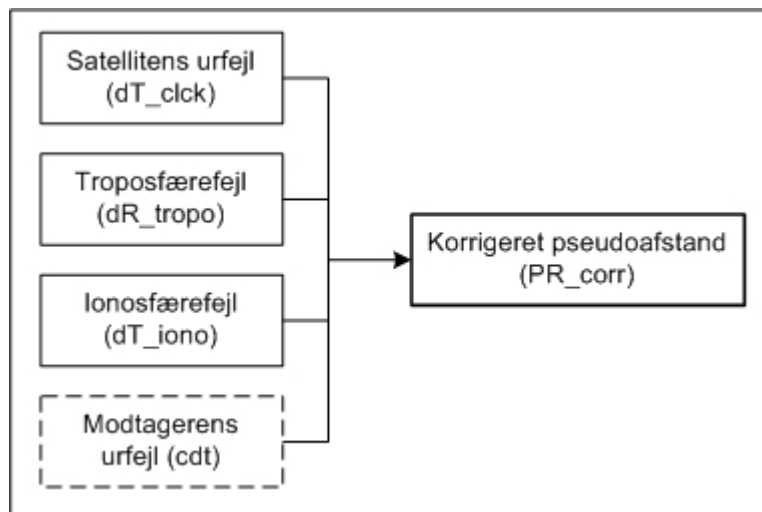 Satellitens urfejl
(dT_clck)
Troposfærefejl
(dR_tropo)
Ionosfærefejl
(dT_iono)
Modtagerens
urfejl (cdt)
Korrigeret pseudoafstand
(PR_corr)